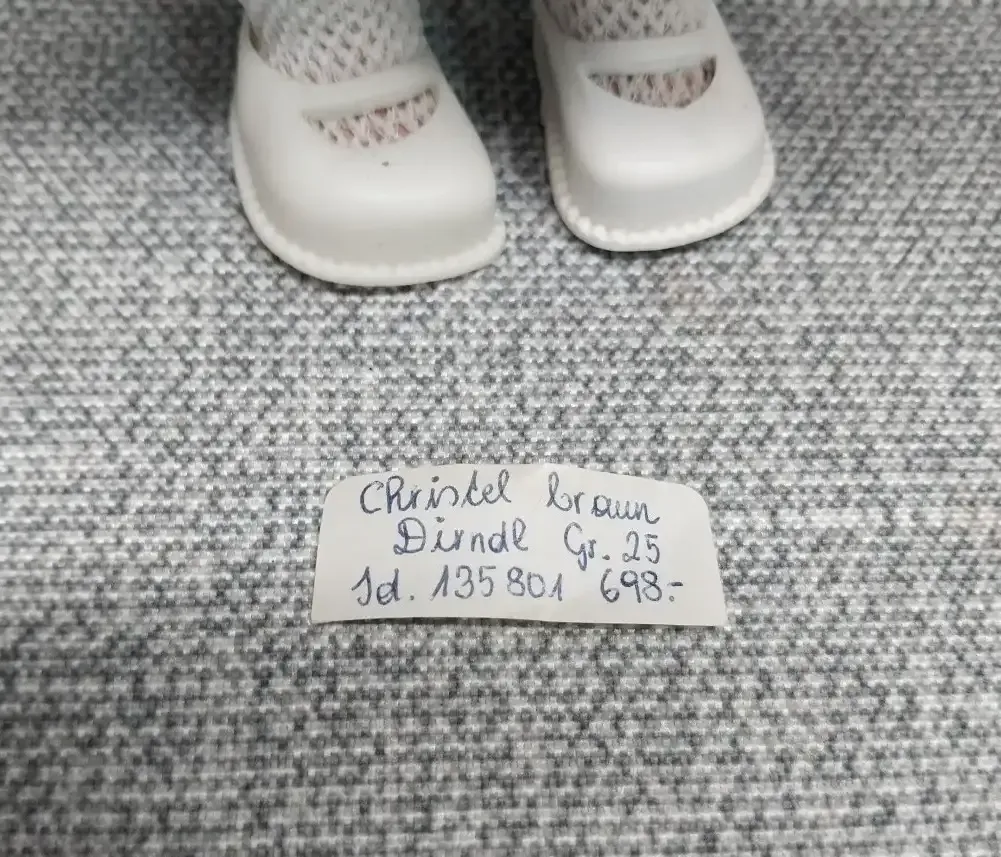 Christel braun
Dirndl Gr. 25
Id. 135801 698.-